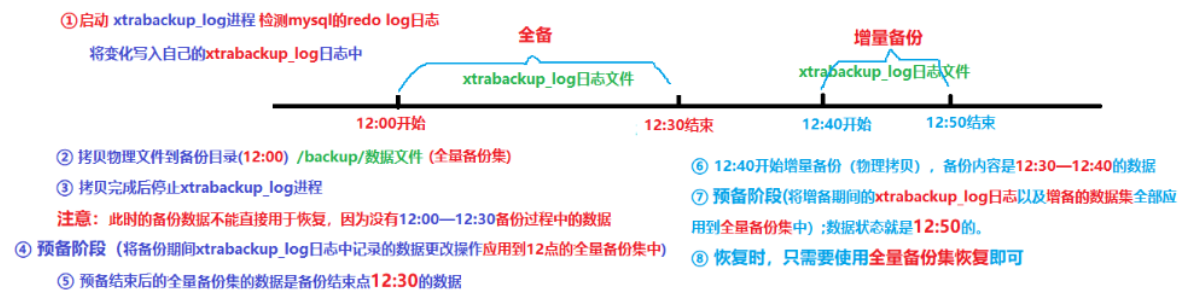 ①启动 xtrabackup_log进程 检测mysql的redo log日志
将变化写入自己的xtrabackup_log日志中
全备
xtrabackup_log日志文件
增量备份
xtrabackup_log日志文件
12:00开始
12:30结束
12:40开始
12:50结束
② 拷贝物理文件到备份目录(12:00) /backup/数据文件 (全量备份集)
③ 拷贝完成后停止xtrabackup_log进程
注意：此时的备份数据不能直接用于恢复，因为没有12:00—12:30备份过程中的数据
④ 预备阶段（将备份期间xtrabackup_log日志中记录的数据更改操作应用到12点的全量备份集中)
⑤ 预备结束后的全量备份集的数据是备份结束点12:30的数据
⑥ 12:40开始增量备份（物理拷贝），备份内容是12:30—12:40的数据
⑦ 预备阶段(将增备期间的xtrabackup_log日志以及增备的数据集全部应
用到全量备份集中）;数据状态就是12:50的。
⑧ 恢复时，只需要使用全量备份集恢复即可